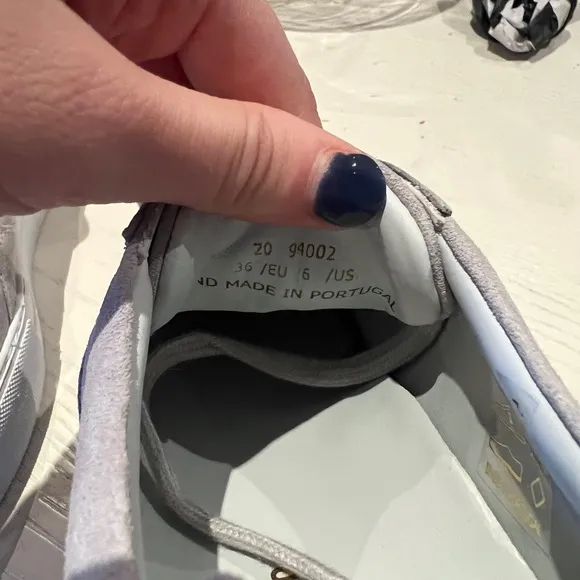 20 94002
36 /EU /6 /US
ND MADE IN PORTUGAL